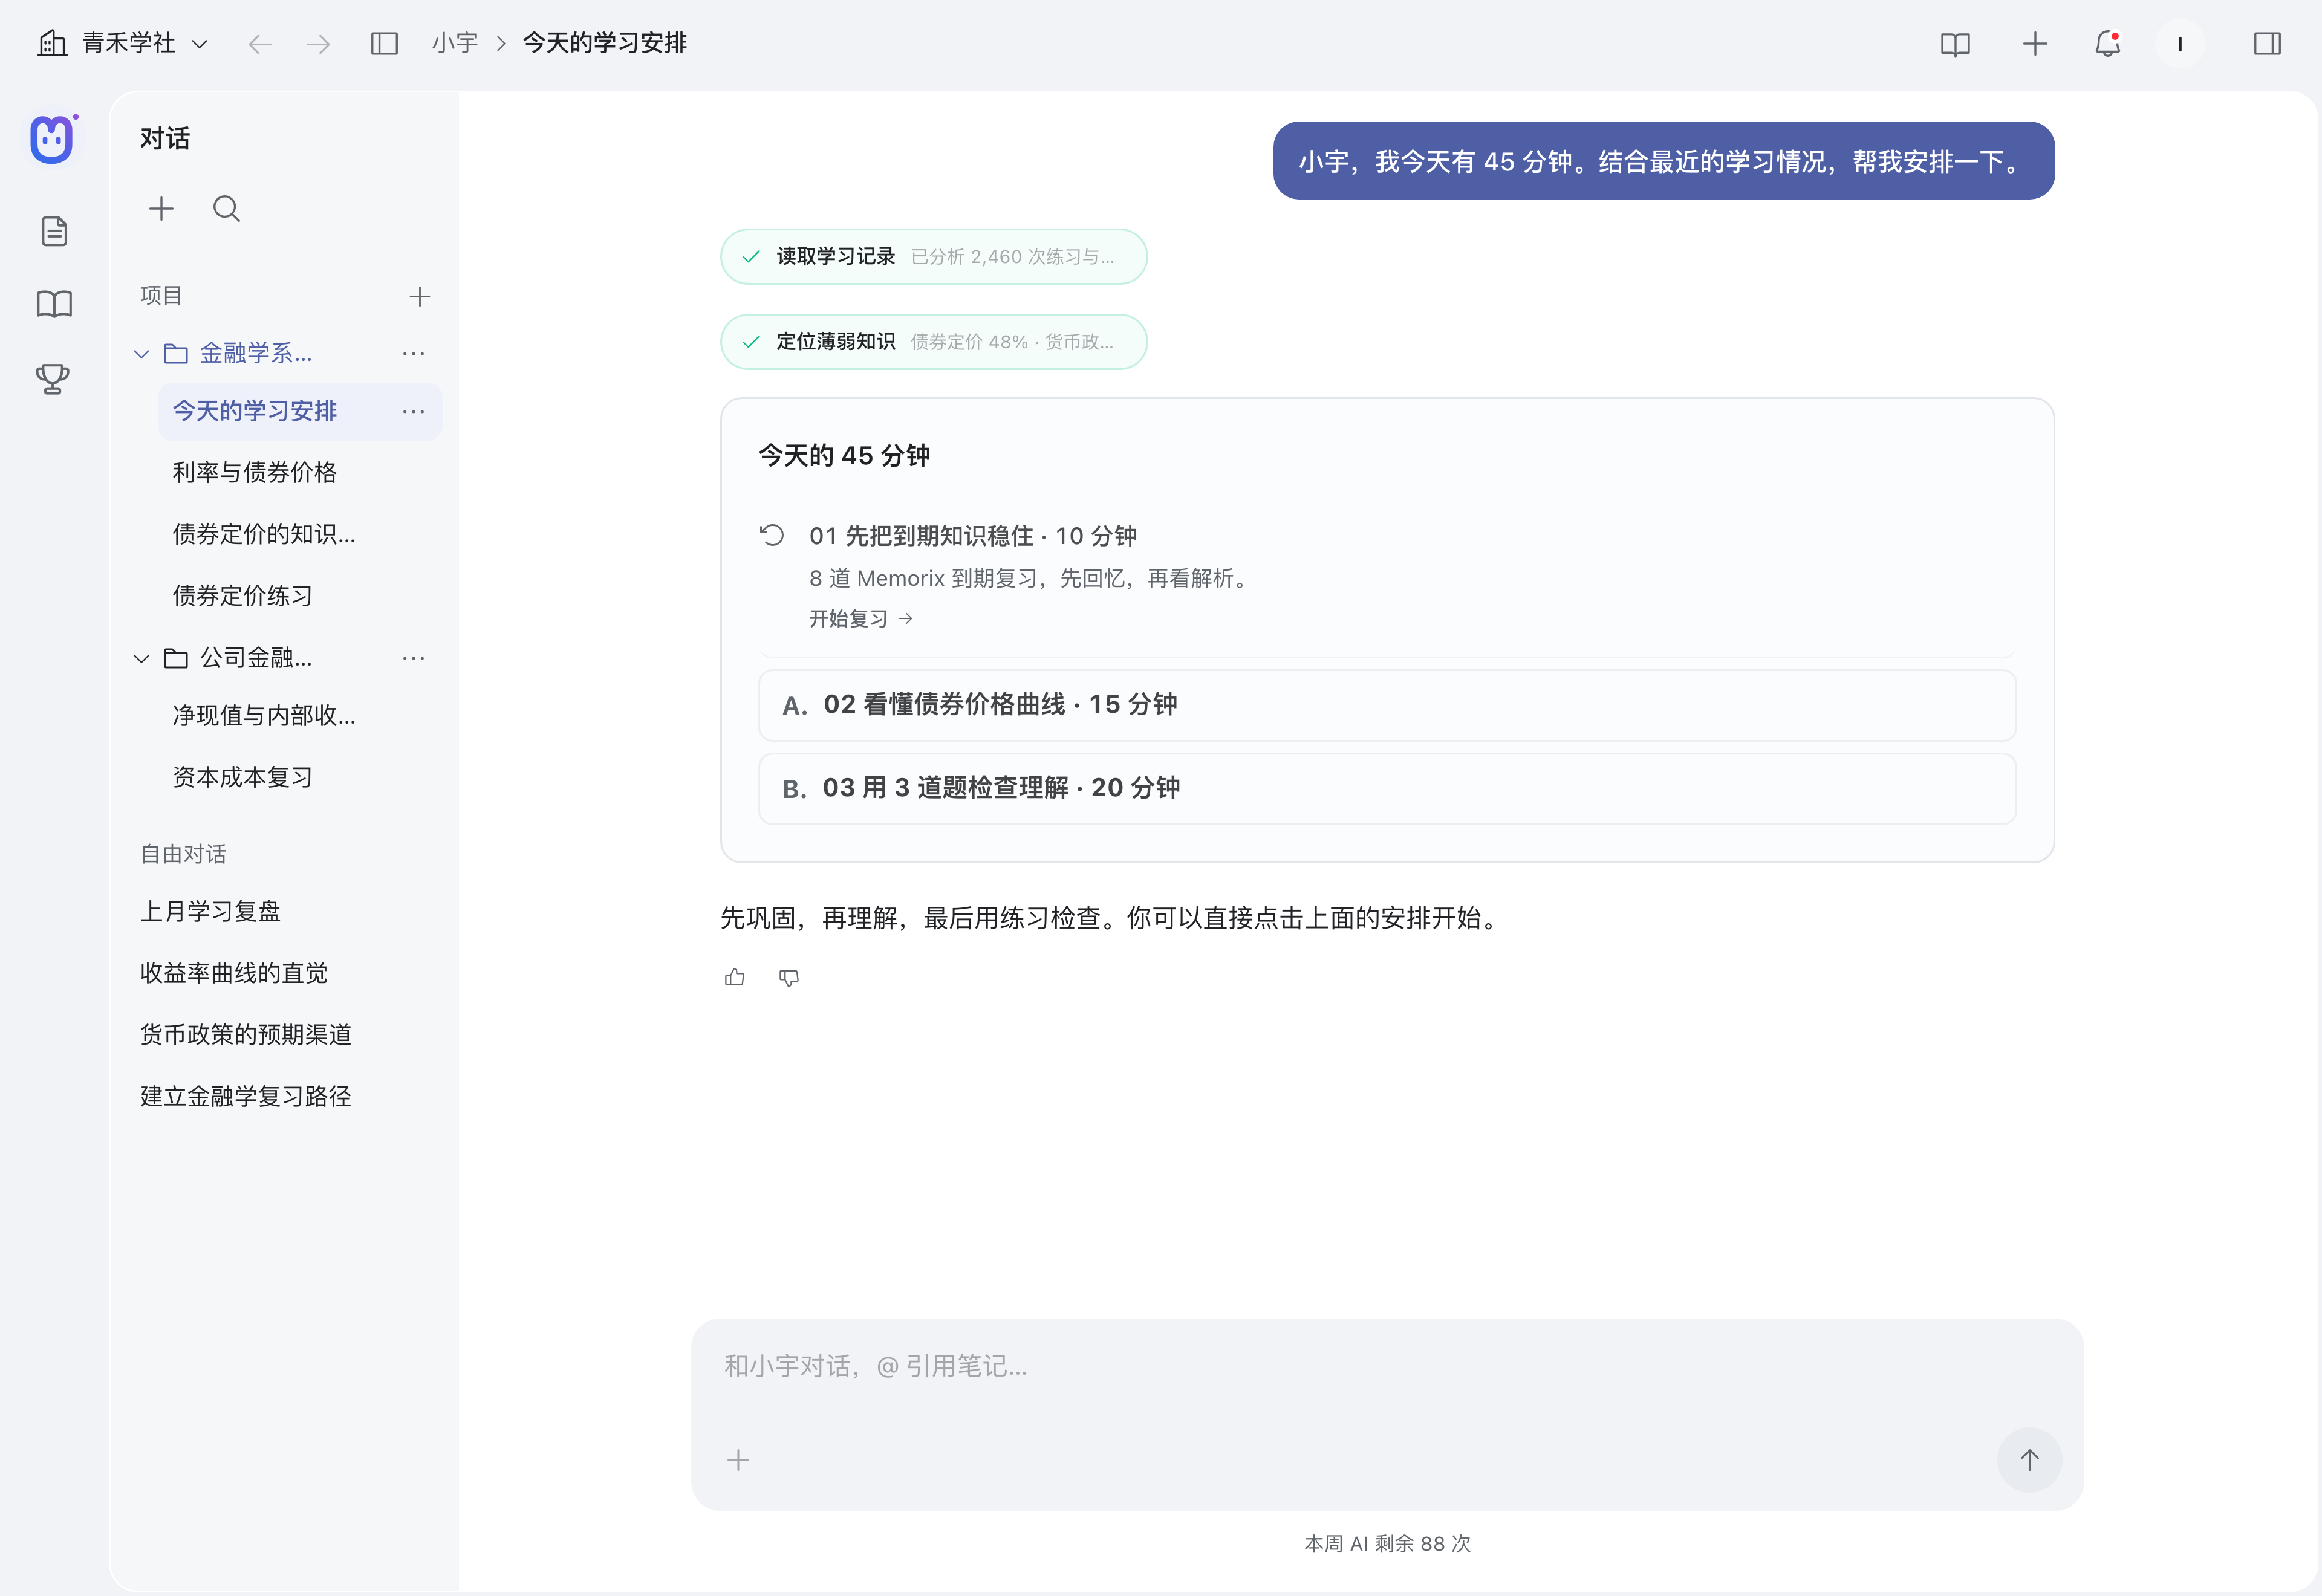 青禾学社
小宇 > 今天的学习安排
I
对话
项目
金融学系...
今天的学习安排
利率与债券价格
债券定价的知识...
债券定价练习
公司金融...
净现值与内部收...
资本成本复习
自由对话
上月学习复盘
收益率曲线的直觉
货币政策的预期渠道
建立金融学复习路径
小宇，我今天有 45 分钟。结合最近的学习情况，帮我安排一下。
读取学习记录 已分析 2,460 次练习与...
定位薄弱知识 债券定价 48% · 货币政...
今天的 45 分钟
01 先把到期知识稳住 · 10 分钟
8 道 Memorix 到期复习，先回忆，再看解析。
开始复习 →
A. 02 看懂债券价格曲线 · 15 分钟
B. 03 用 3 道题检查理解 · 20 分钟
先巩固，再理解，最后用练习检查。你可以直接点击上面的安排开始。
和小宇对话，@ 引用笔记...
本周 AI 剩余 88 次